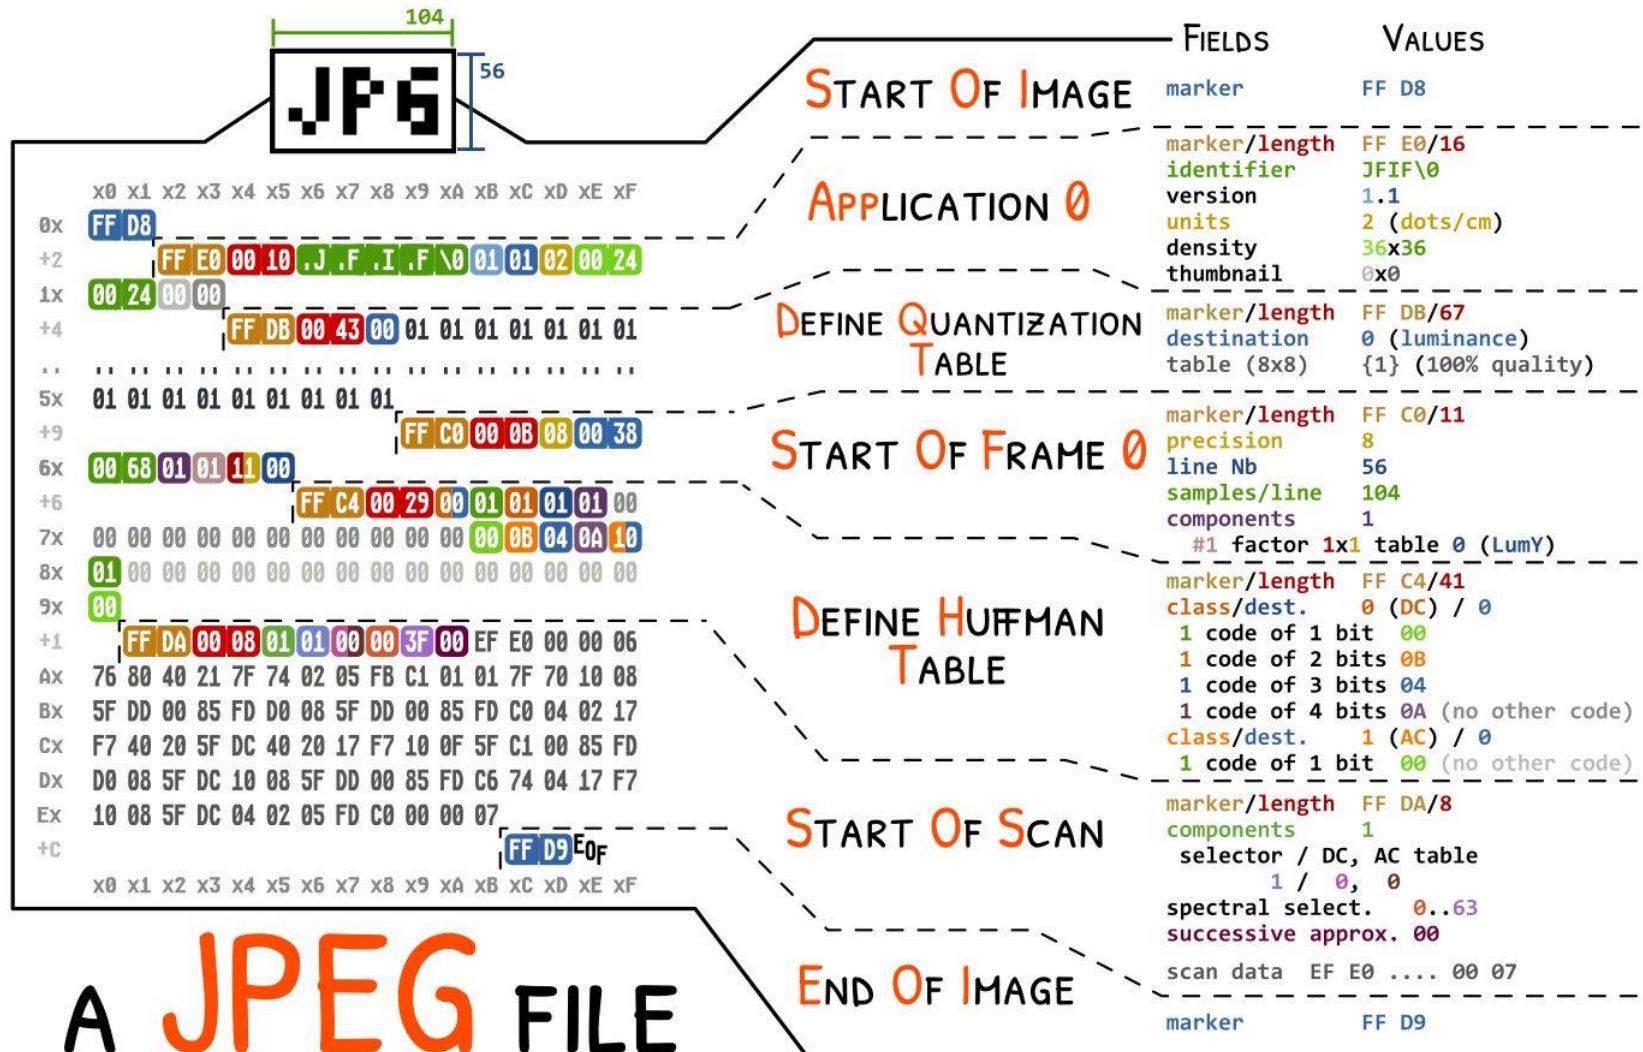 104
56
JPG
x0 x1 x2 x3 x4 x5 x6 x7 x8 x9 xA xB xC xD xE xF
0x FF D8
+2 FF E0 00 10 .J .F .I .F \0 01 01 02 00 24
1x 00 24 00 00
+4 FF DB 00 43 00 01 01 01 01 01 01 01
.. .. .. .. .. .. .. .. .. .. .. .. .. .. .. .. ..
5x 01 01 01 01 01 01 01 01 01
+9 FF C0 00 0B 08 00 38
6x 00 68 01 01 11 00
+6 FF C4 00 29 00 01 01 01 01 00
7x 00 00 00 00 00 00 00 00 00 00 00 00 0B 04 0A 10
8x 01 00 00 00 00 00 00 00 00 00 00 00 00 00 00 00
9x 00
+1 FF DA 00 08 01 01 00 00 3F 00 EF E0 00 00 06
Ax 76 80 40 21 7F 74 02 05 FB C1 01 01 7F 70 10 08
Bx 5F DD 00 85 FD D0 08 5F DD 00 85 FD C0 04 02 17
Cx F7 40 20 5F DC 40 20 17 F7 10 0F 5F C1 00 85 FD
Dx D0 08 5F DC 10 08 5F DD 00 85 FD C6 74 04 17 F7
Ex 10 08 5F DC 04 02 05 FD C0 00 00 07
+C FF D9 EOF
x0 x1 x2 x3 x4 x5 x6 x7 x8 x9 xA xB xC xD xE xF
A JPEG FILE
FIELDS VALUES
START OF IMAGE
marker FF D8
APPLICATION 0
marker/length FF E0/16
identifier JFIF\0
version 1.1
units 2 (dots/cm)
density 36x36
thumbnail 0x0
DEFINE QUANTIZATION
TABLE
marker/length FF DB/67
destination 0 (luminance)
table (8x8) {1} (100% quality)
START OF FRAME 0
marker/length FF C0/11
precision 8
line Nb 56
samples/line 104
components 1
#1 factor 1x1 table 0 (LumY)
DEFINE HUFFMAN
TABLE
marker/length FF C4/41
class/dest. 0 (DC) / 0
1 code of 1 bit 00
1 code of 2 bits 0B
1 code of 3 bits 04
1 code of 4 bits 0A (no other code)
class/dest. 1 (AC) / 0
1 code of 1 bit 00 (no other code)
START OF SCAN
marker/length FF DA/8
components 1
selector / DC, AC table
1 / 0, 0
spectral select. 0..63
successive approx. 00
scan data EF E0 .... 00 07
END OF IMAGE
marker FF D9